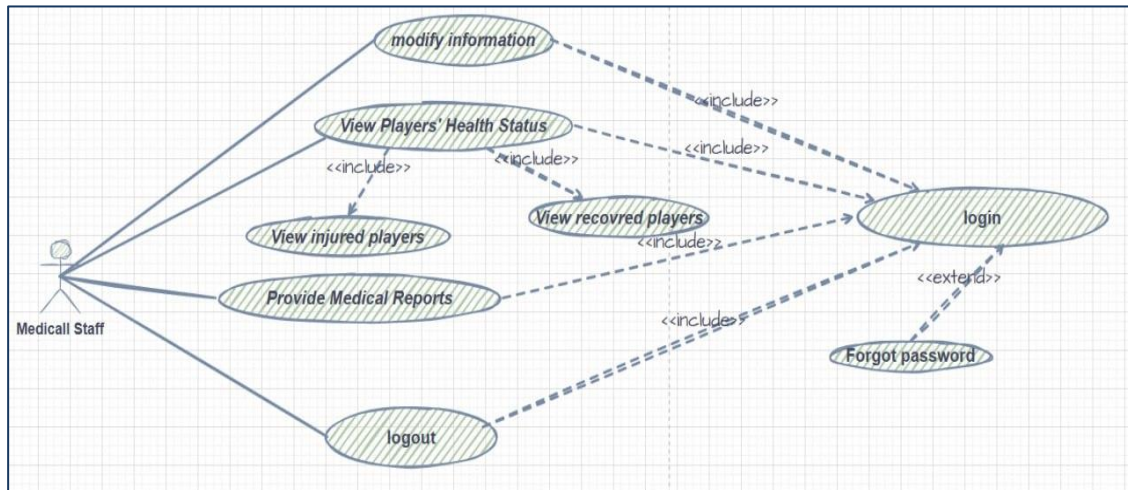 modify information
<<include>>
View Players' Health Status
<<include>>
<<include>>
<<include>>
View injured players
View recovred players
login
<<include>>
<<extend>>
Provide Medical Reports
Medicall Staff
<<include>>
Forgot password
logout